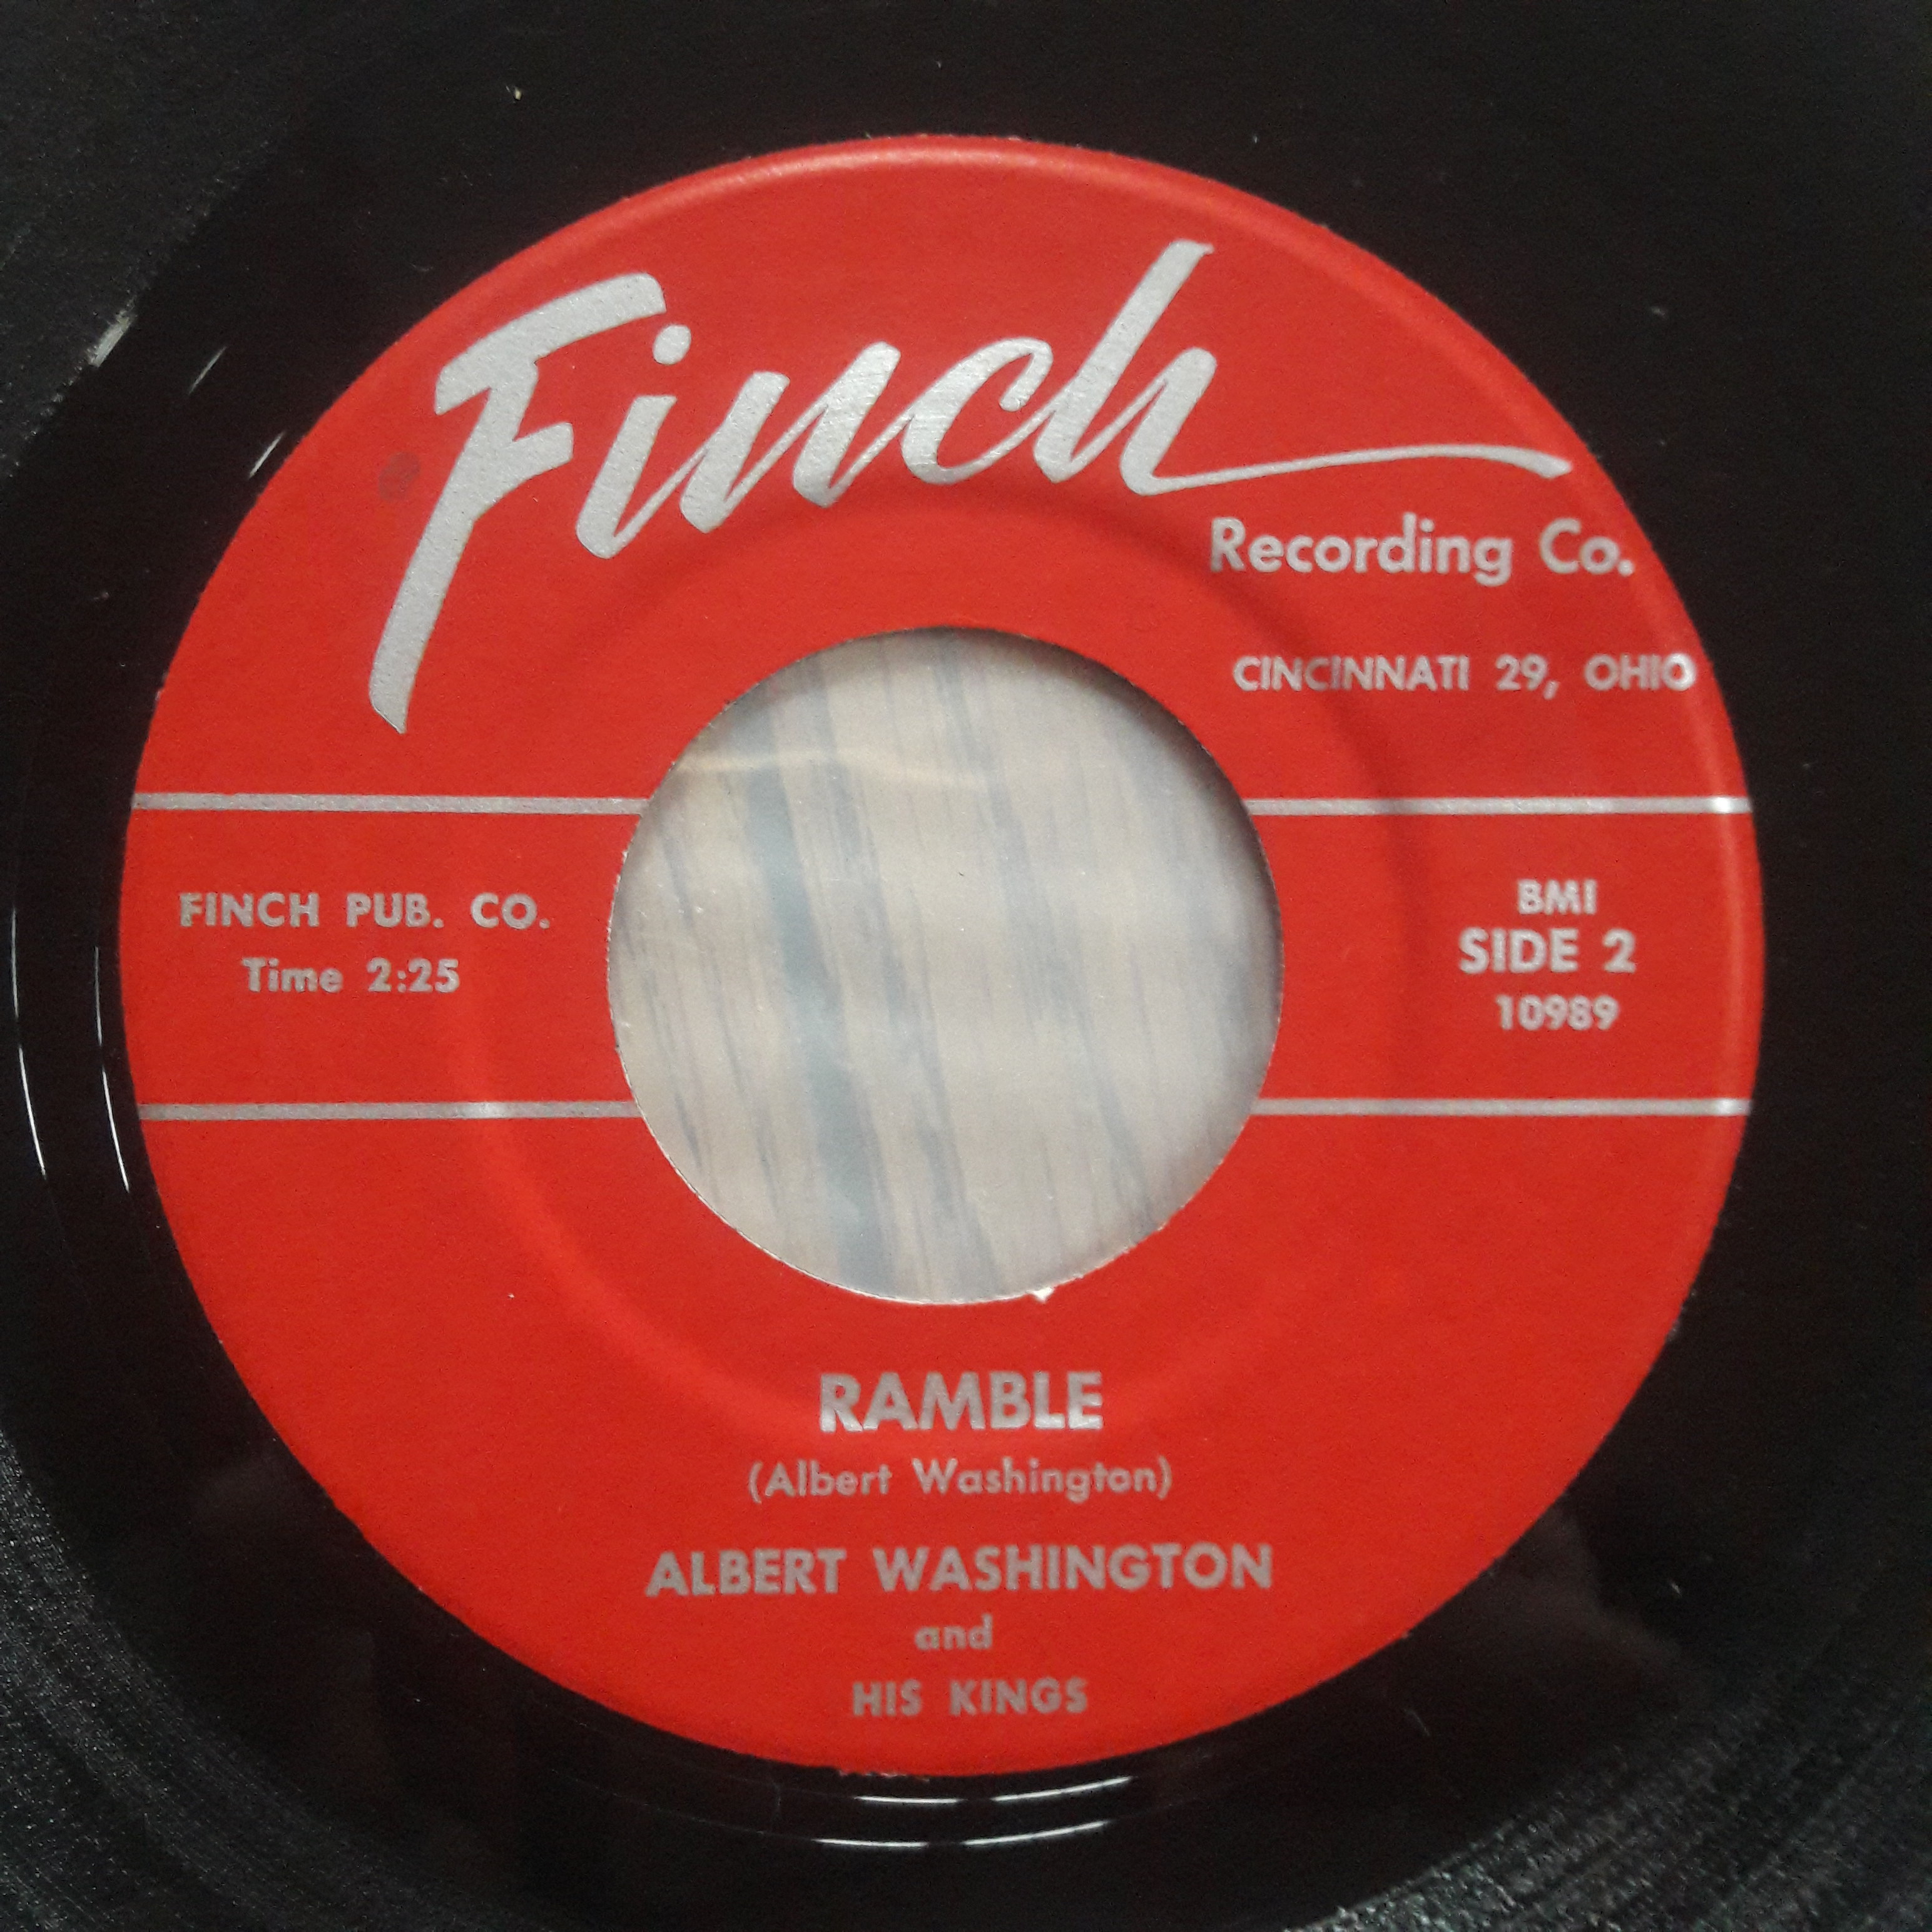 Finch
Recording Co.
CINCINNATI 29, OHIO
FINCH PUB. CO.
Time 2:25
BMI
SIDE 2
10989
RAMBLE
(Albert Washington)
ALBERT WASHINGTON
and
HIS KINGS